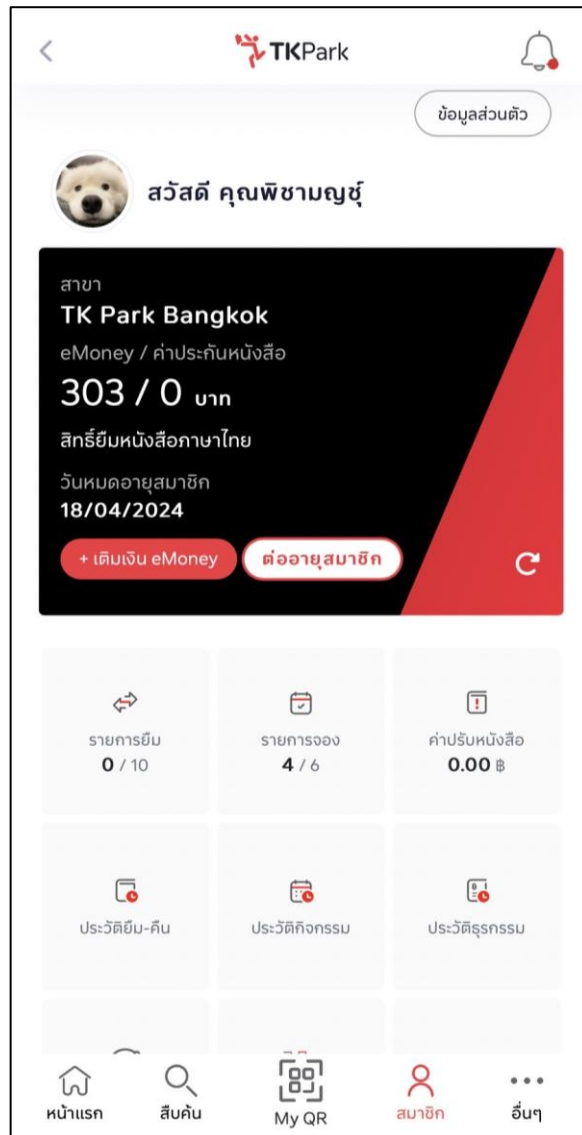 TKPark
ข้อมูลส่วนตัว
สวัสดี คุณพิชามญชุ์
สาขา
TK Park Bangkok
eMoney / ค่าประกันหนังสือ
303 / 0 บาท
สิทธิ์ยืมหนังสือภาษาไทย
วันหมดอายุสมาชิก
18/04/2024
+ เติมเงิน eMoney ต่ออายุสมาชิก
รายการยืม รายการจอง ค่าปรับหนังสือ
0 / 10 4 / 6 0.00 ฿
ประวัติยืม-คืน ประวัติกิจกรรม ประวัติธุรกรรม
หน้าแรก สืบค้น My QR สมาชิก อื่นๆ